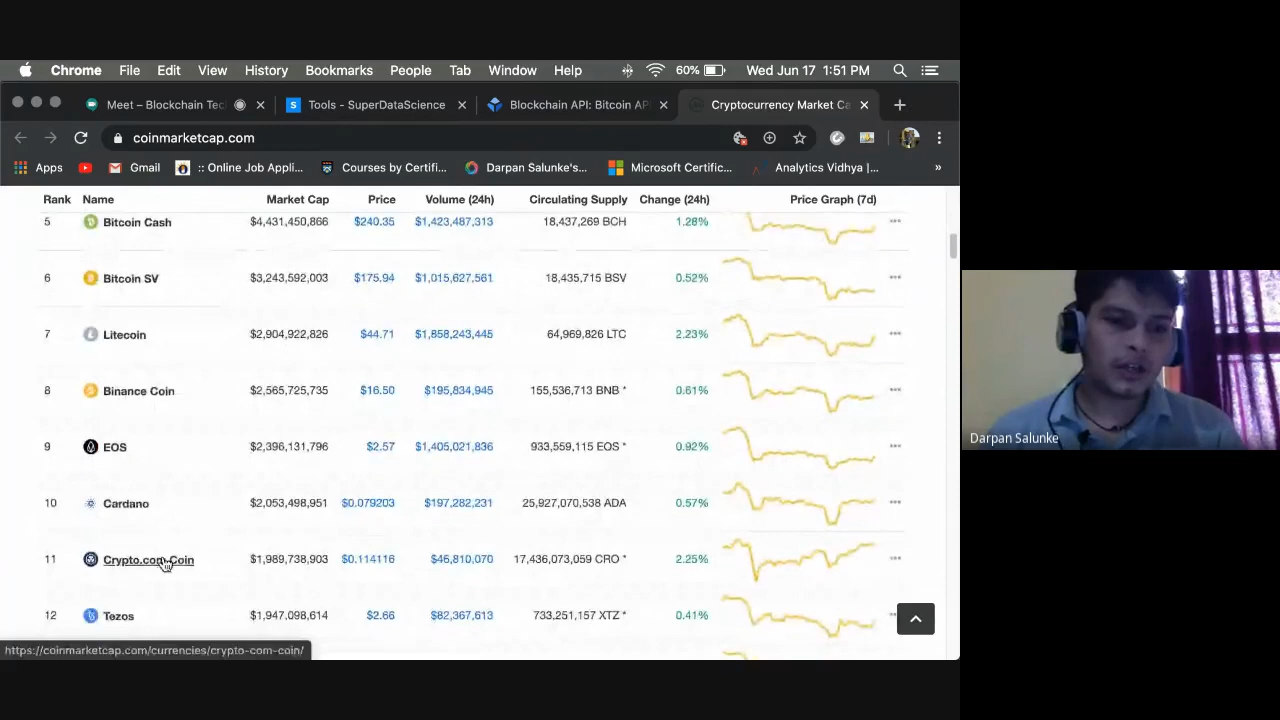 Chrome File Edit View History Bookmarks People Tab Window Help 60% Wed Jun 17 1:51 PM
Meet – Blockchain Tec Tools - SuperDataScience Blockchain API: Bitcoin AP Cryptocurrency Market Ca
coinmarketcap.com
Apps Gmail :: Online Job Appli... Courses by Certifi... Darpan Salunke's... Microsoft Certific... Analytics Vidhya |... »
Rank Name Market Cap Price Volume (24h) Circulating Supply Change (24h) Price Graph (7d)
5 Bitcoin Cash $4,431,450,866 $240.35 $1,423,487,313 18,437,269 BCH 1.28%
6 Bitcoin SV $3,243,592,003 $175.94 $1,015,627,561 18,435,715 BSV 0.52%
7 Litecoin $2,904,922,826 $44.71 $1,858,243,445 64,969,826 LTC 2.23%
8 Binance Coin $2,565,725,735 $16.50 $195,834,945 155,536,713 BNB * 0.61%
9 EOS $2,396,131,796 $2.57 $1,405,021,836 933,559,115 EOS * 0.92%
10 Cardano $2,053,498,951 $0.079203 $197,282,231 25,927,070,538 ADA 0.57%
11 Crypto.com Coin $1,989,738,903 $0.114116 $46,810,070 17,436,073,059 CRO * 2.25%
12 Tezos $1,947,098,614 $2.66 $82,367,613 733,251,157 XTZ * 0.41%
https://coinmarketcap.com/currencies/crypto-com-coin/
Darpan Salunke